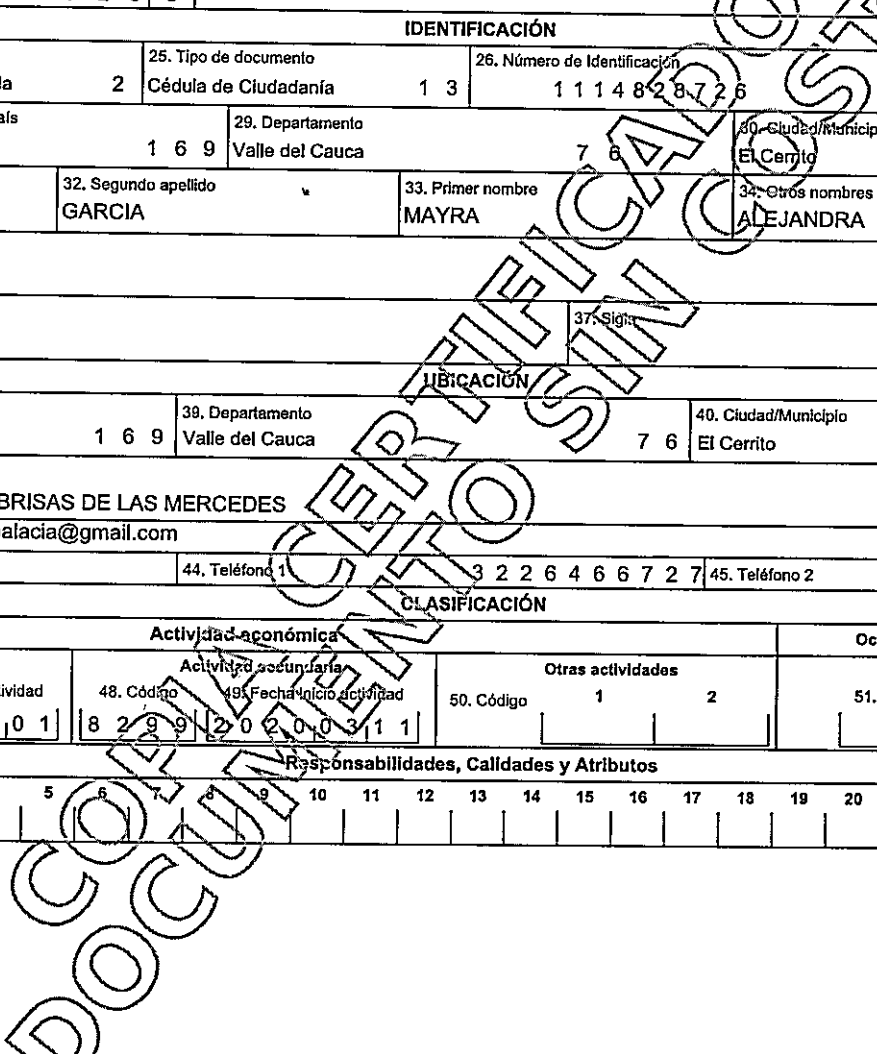 IDENTIFICACIÓN
25. Tipo de documento 26. Número de Identificación
2 Cédula de Ciudadanía 1 3 1 1 1 4 8 2 8 7 2 6
29. Departamento 30. Ciudad/Municip
1 6 9 Valle del Cauca 7 6 El Cerrito
32. Segundo apellido 33. Primer nombre 34. Otros nombres
GARCIA MAYRA ALEJANDRA
37. Sigla
UBICACIÓN
39. Departamento 40. Ciudad/Municipio
1 6 9 Valle del Cauca 7 6 El Cerrito
BRISAS DE LAS MERCEDES
alacia@gmail.com
44. Teléfono 1 3 2 2 6 4 6 6 7 2 7 45. Teléfono 2
CLASIFICACIÓN
Actividad económica Oc
Actividad secundaria Otras actividades
ividad 48. Código 49. Fecha inicio actividad 50. Código 1 2 51.
0 1 8 2 9 9 2 0 2 0 0 3 1 1
Responsabilidades, Calidades y Atributos
5 6 7 8 9 10 11 12 13 14 15 16 17 18 19 20
COPIA CERTIFICADO
DOCUMENTO SIN COST